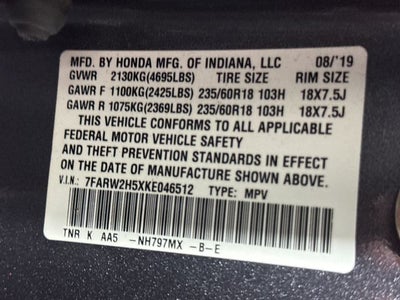 MFD. BY HONDA MFG. OF INDIANA, LLC 08/'19
GVWR 2130KG(4695LBS) TIRE SIZE RIM SIZE
GAWR F 1100KG(2425LBS) 235/60R18 103H 18X7.5J
GAWR R 1075KG(2369LBS) 235/60R18 103H 18X7.5J
THIS VEHICLE CONFORMS TO ALL APPLICABLE
FEDERAL MOTOR VEHICLE SAFETY
AND THEFT PREVENTION STANDARDS IN EFFECT
ON THE DATE OF MANUFACTURE SHOWN ABOVE.
V.I.N.: 7FARW2H5XKE046512 TYPE: MPV
TNR K AA5 -NH797MX -B-E